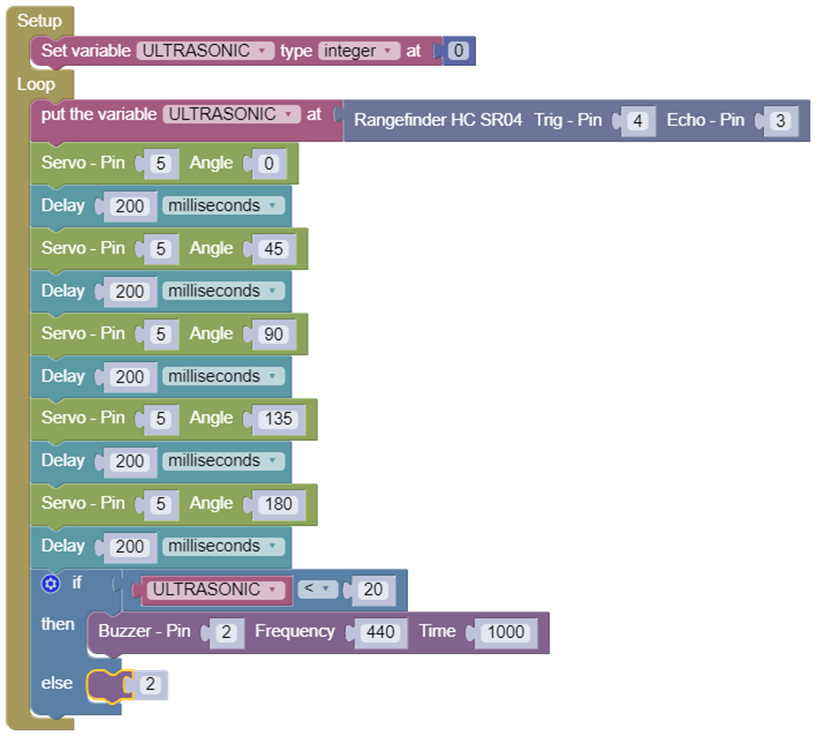 Setup
Set variable ULTRASONIC type integer at 0
Loop
put the variable ULTRASONIC at Rangefinder HC SR04 Trig - Pin 4 Echo - Pin 3
Servo - Pin 5 Angle 0
Delay 200 milliseconds
Servo - Pin 5 Angle 45
Delay 200 milliseconds
Servo - Pin 5 Angle 90
Delay 200 milliseconds
Servo - Pin 5 Angle 135
Delay 200 milliseconds
Servo - Pin 5 Angle 180
Delay 200 milliseconds
if ULTRASONIC < 20
then Buzzer - Pin 2 Frequency 440 Time 1000
else 2